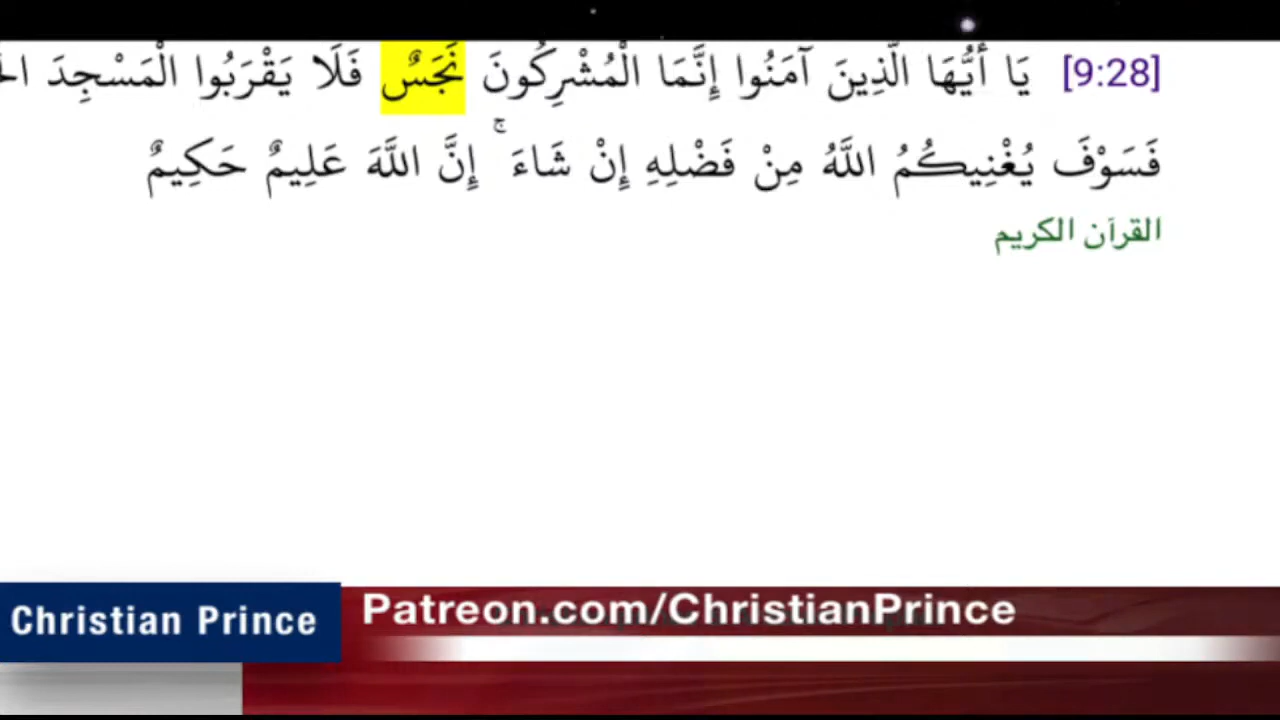 [9:28] يَا أَيُّهَا الَّذِينَ آمَنُوا إِنَّمَا الْمُشْرِكُونَ نَجَسٌ فَلَا يَقْرَبُوا الْمَسْجِدَ
فَسَوْفَ يُغْنِيكُمُ اللَّهُ مِنْ فَضْلِهِ إِنْ شَاءَ ۚ إِنَّ اللَّهَ عَلِيمٌ حَكِيمٌ
القرآن الكريم
Christian Prince
Patreon.com/ChristianPrince